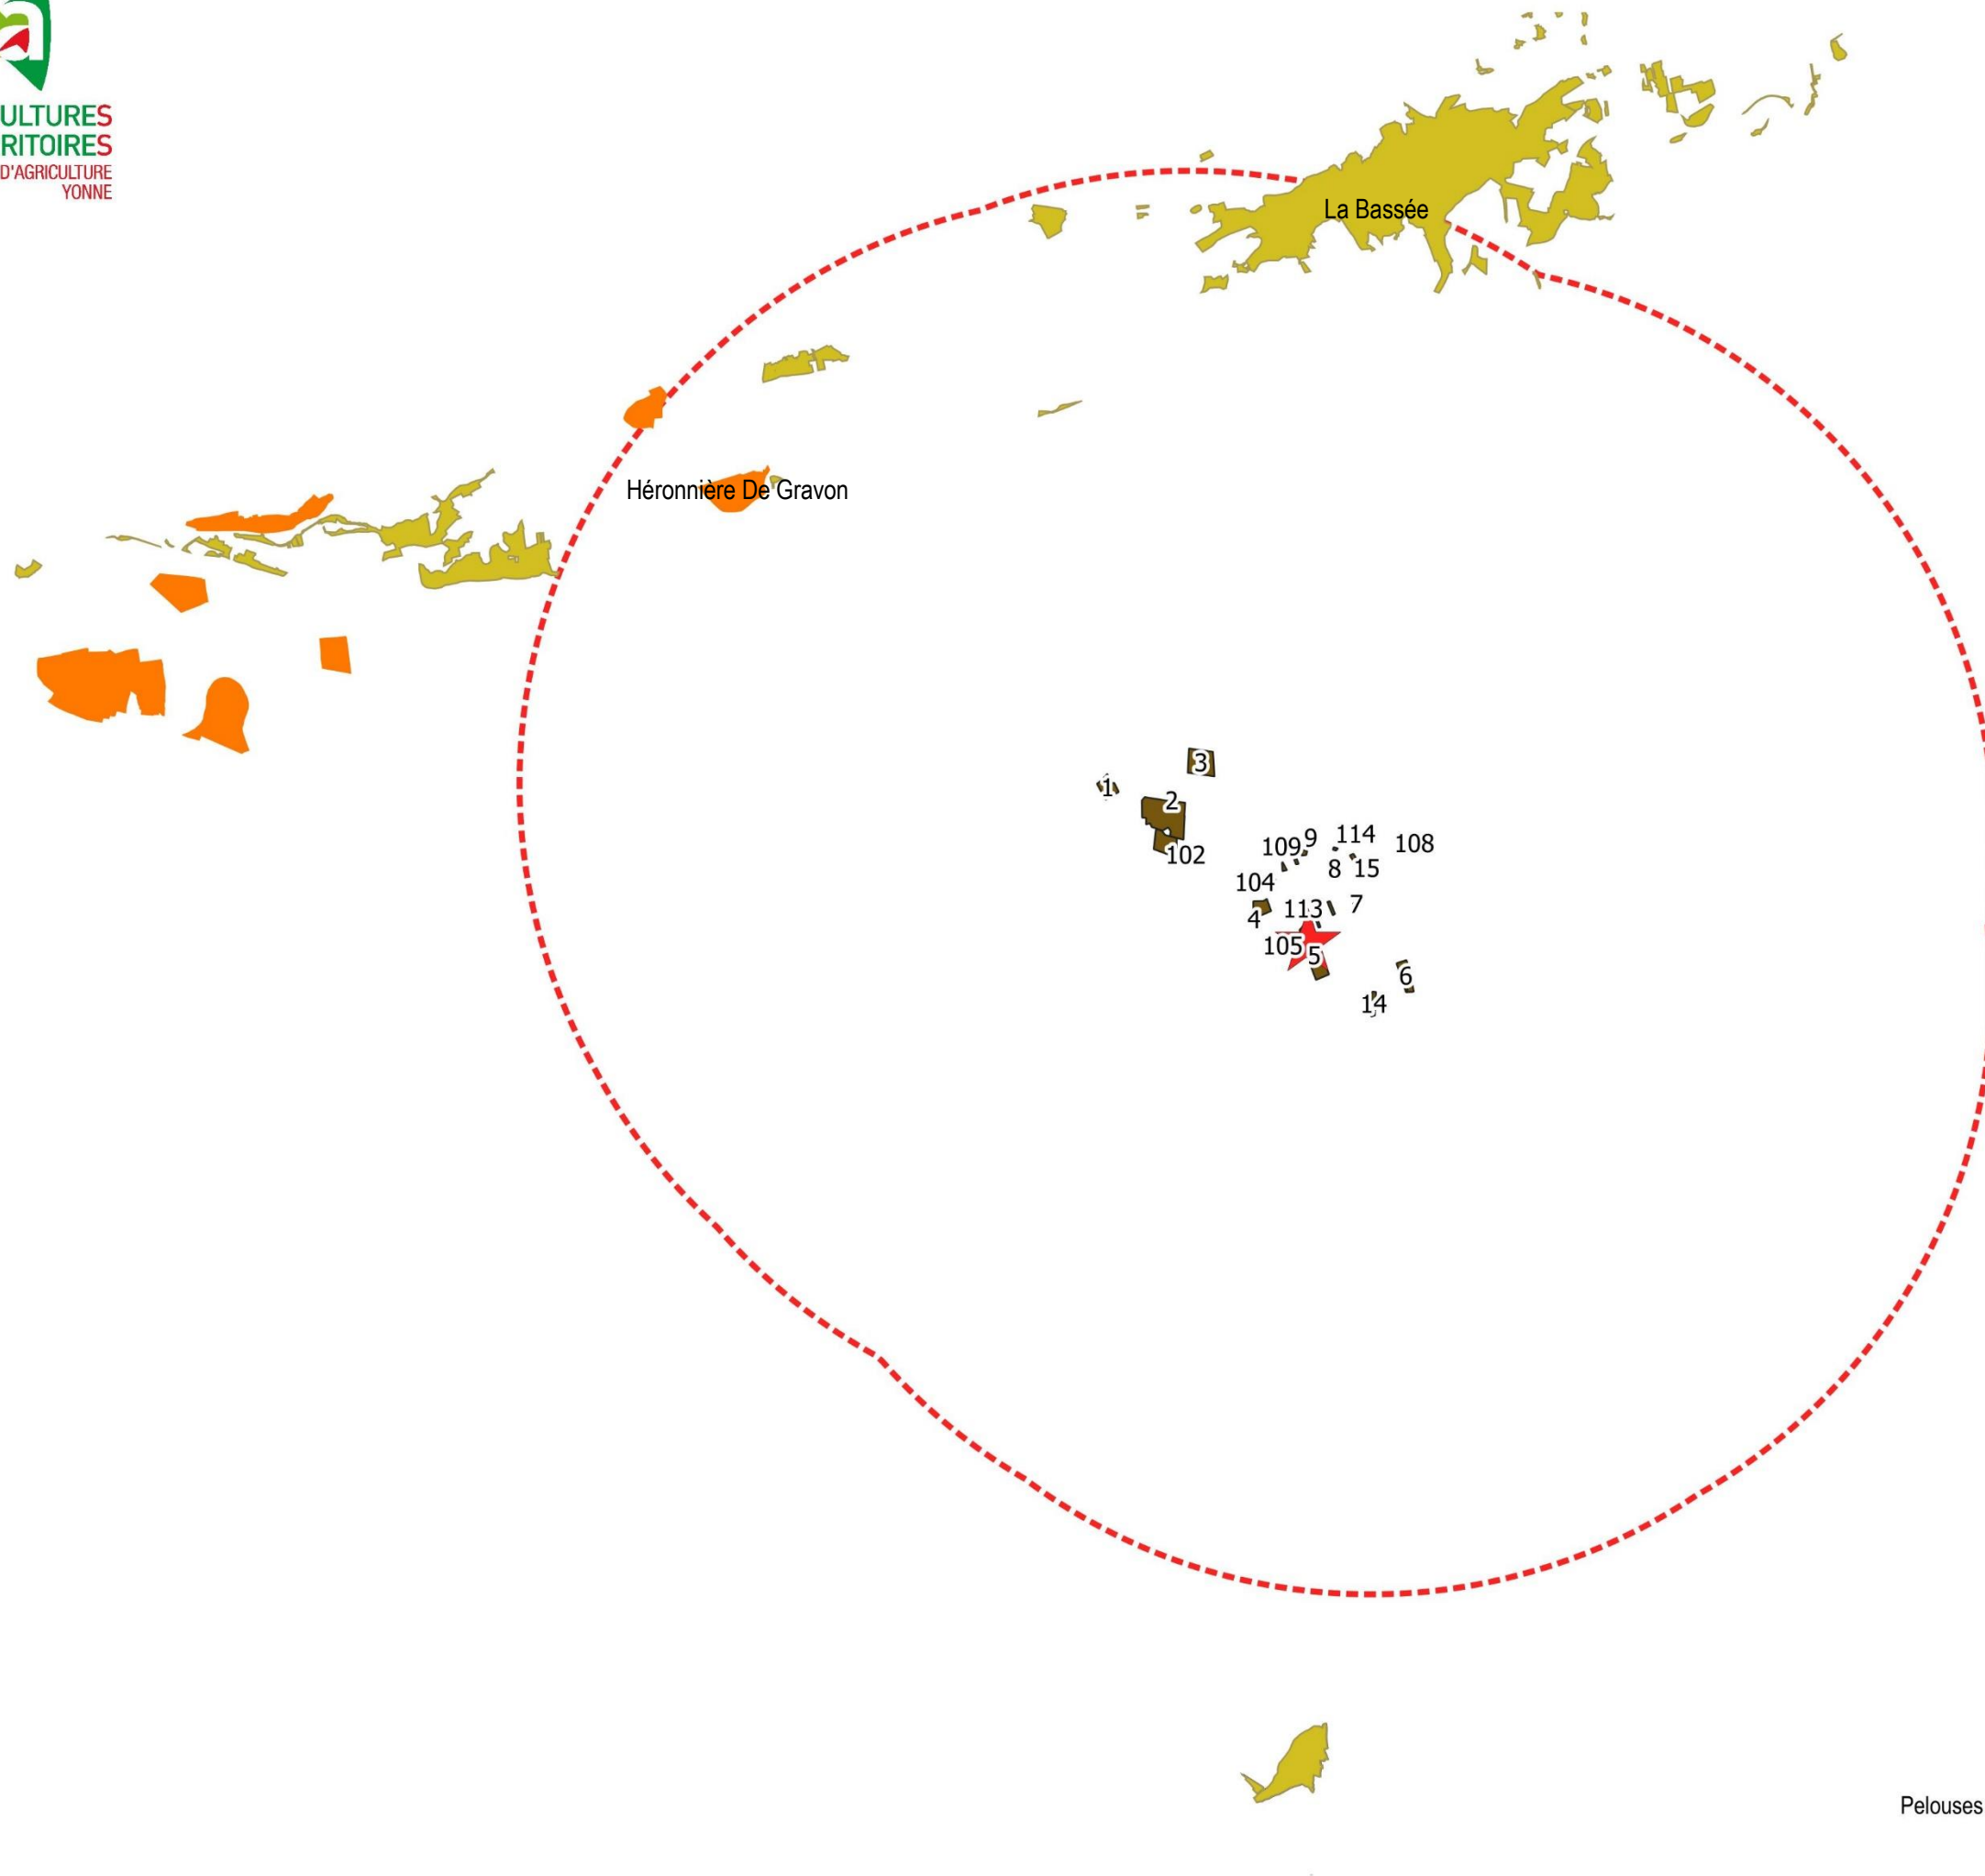 ULTURES
RITOIRES
D'AGRICULTURE
YONNE
La Bassée
Héronnière De Gravon
3
1
2
102
109
9
114
108
8
15
104
4
113
7
105
5
6
14
Pelouses